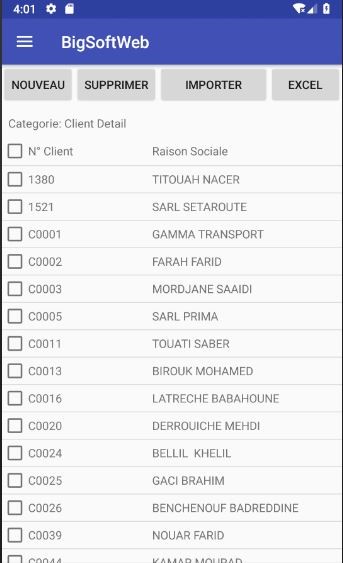 4:01
BigSoftWeb
NOUVEAU SUPPRIMER IMPORTER EXCEL
Categorie: Client Detail
N° Client Raison Sociale
1380 TITOUAH NACER
1521 SARL SETAROUTE
C0001 GAMMA TRANSPORT
C0002 FARAH FARID
C0003 MORDJANE SAAIDI
C0005 SARL PRIMA
C0011 TOUATI SABER
C0013 BIROUK MOHAMED
C0016 LATRECHE BABAHOUNE
C0020 DERROUICHE MEHDI
C0024 BELLIL  KHELIL
C0025 GACI BRAHIM
C0026 BENCHENOUF BADREDDINE
C0039 NOUAR FARID
C0044 KAMAR MOURAD